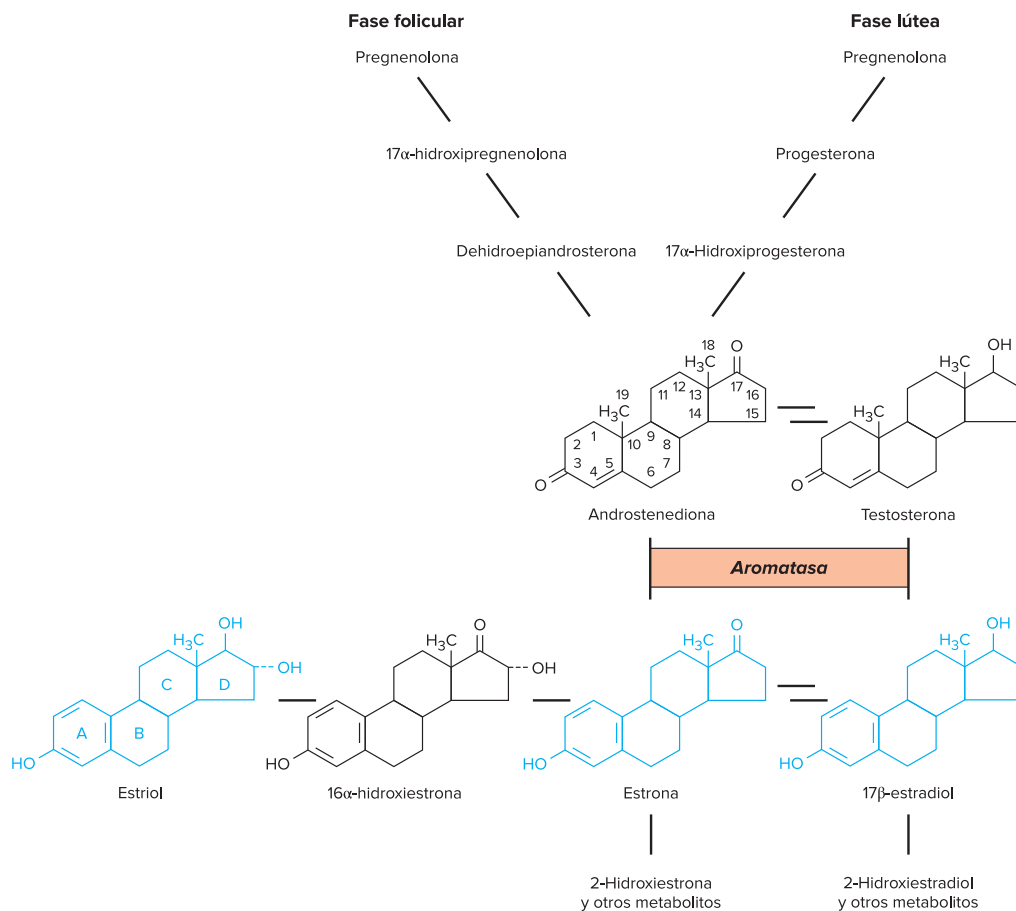 Fase folicular
Fase lútea
Pregnenolona
Pregnenolona
17α-hidroxipregnenolona
Progesterona
Dehidroepiandrosterona
17α-Hidroxiprogesterona
O
OH
18
H₃C
H₃C
17
12
13
16
11
19
H₃C
H₃C
14
15
1
9
2
10
8
3
5
7
4
6
O
O
Androstenediona
Testosterona
Aromatasa
OH
O
O
OH
H₃C
H₃C
H₃C
H₃C
OH
OH
C
D
A
B
HO
HO
HO
HO
Estriol
16α-hidroxiestrona
Estrona
17β-estradiol
2-Hidroxiestrona
y otros metabolitos
2-Hidroxiestradiol
y otros metabolitos